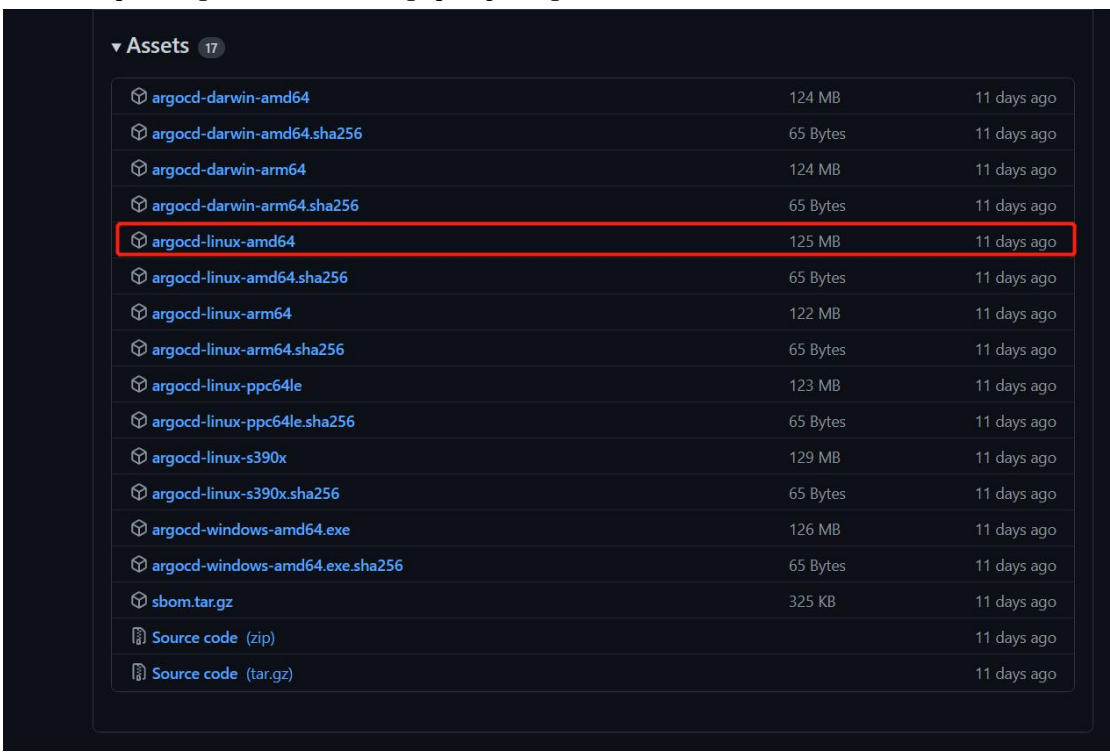 Assets 17
argocd-darwin-amd64 124 MB 11 days ago
argocd-darwin-amd64.sha256 65 Bytes 11 days ago
argocd-darwin-arm64 124 MB 11 days ago
argocd-darwin-arm64.sha256 65 Bytes 11 days ago
argocd-linux-amd64 125 MB 11 days ago
argocd-linux-amd64.sha256 65 Bytes 11 days ago
argocd-linux-arm64 122 MB 11 days ago
argocd-linux-arm64.sha256 65 Bytes 11 days ago
argocd-linux-ppc64le 123 MB 11 days ago
argocd-linux-ppc64le.sha256 65 Bytes 11 days ago
argocd-linux-s390x 129 MB 11 days ago
argocd-linux-s390x.sha256 65 Bytes 11 days ago
argocd-windows-amd64.exe 126 MB 11 days ago
argocd-windows-amd64.exe.sha256 65 Bytes 11 days ago
sbom.tar.gz 325 KB 11 days ago
Source code (zip) 11 days ago
Source code (tar.gz) 11 days ago